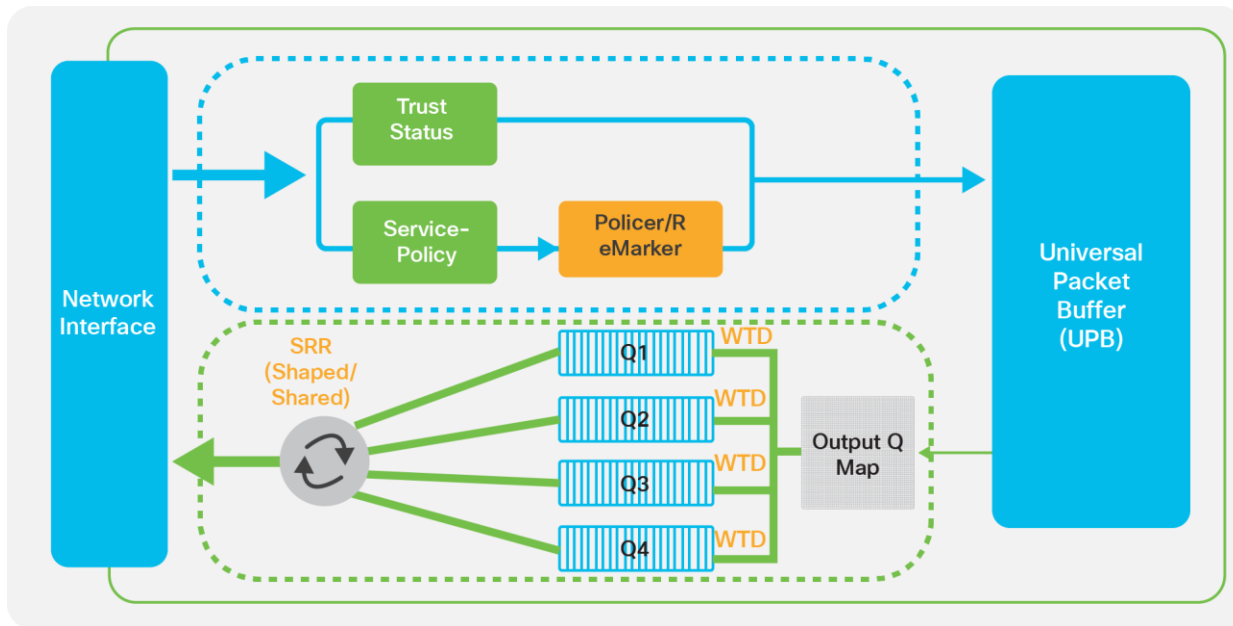 Network
Interface
Trust
Status
Service-
Policy
Policer/R
eMarker
Universal
Packet
Buffer
(UPB)
SRR
(Shaped/
Shared)
Q1
WTD
Q2
WTD
Q3
WTD
Q4
WTD
Output Q
Map